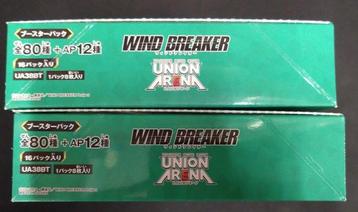 ブースターパック
全80種+AP12種
16パック入り
UA38BT 1パック8枚入り
WIND BREAKER
UNION
ARENA
ブースターパック
全80種+AP12種
16パック入り
UA38BT 1パック8枚入り
WIND BREAKER
UNION
ARENA